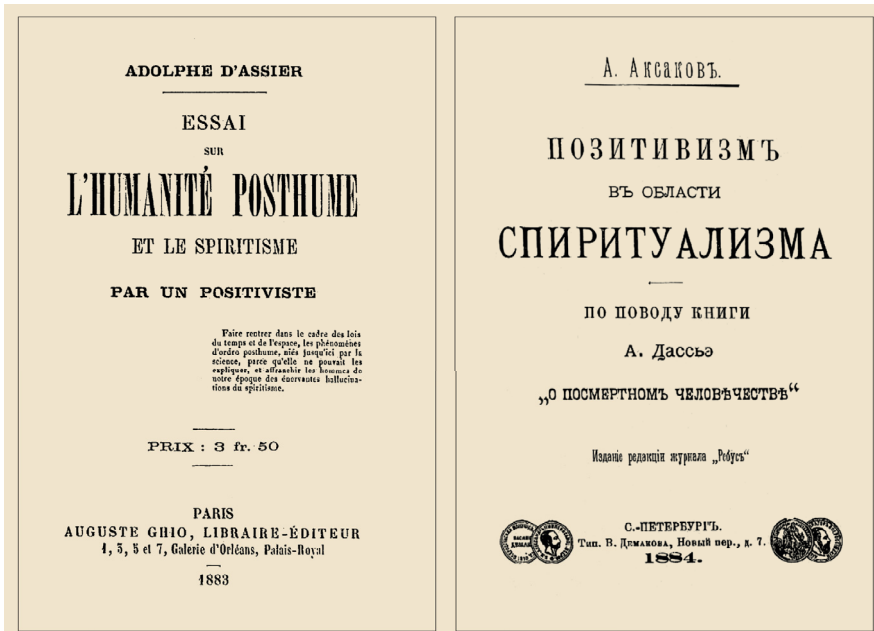 ADOLPHE D'ASSIER
ESSAI
SUR
L'HUMANITÉ POSTHUME
ET LE SPIRITISME
PAR UN POSITIVISTE
Faire rentrer dans le cadre des lois
du temps et de l'espace, les phénomènes
d'ordre posthume, niés jusqu'ici par la
science, parce qu'elle ne pouvait les
expliquer, et affranchir les hommes de
notre époque des énervantes hallucina-
tions du spiritisme.
PRIX : 3 fr. 50
PARIS
AUGUSTE GHIO, LIBRAIRE-ÉDITEUR
1, 3, 5 et 7, Galerie d'Orléans, Palais-Royal
1883
А. Аксаковъ.
ПОЗИТИВИЗМЪ
ВЪ ОБЛАСТИ
СПИРИТУАЛИЗМА
ПО ПОВОДУ КНИГИ
А. Дассьэ
„О ПОСМЕРТНОМЪ ЧЕЛОВѢЧЕСТВѢ“
Изданіе редакціи журнала „Ребусъ“
С.-ПЕТЕРБУРГЪ.
Тип. В. Демакова, Новый пер., д. 7.
1884.